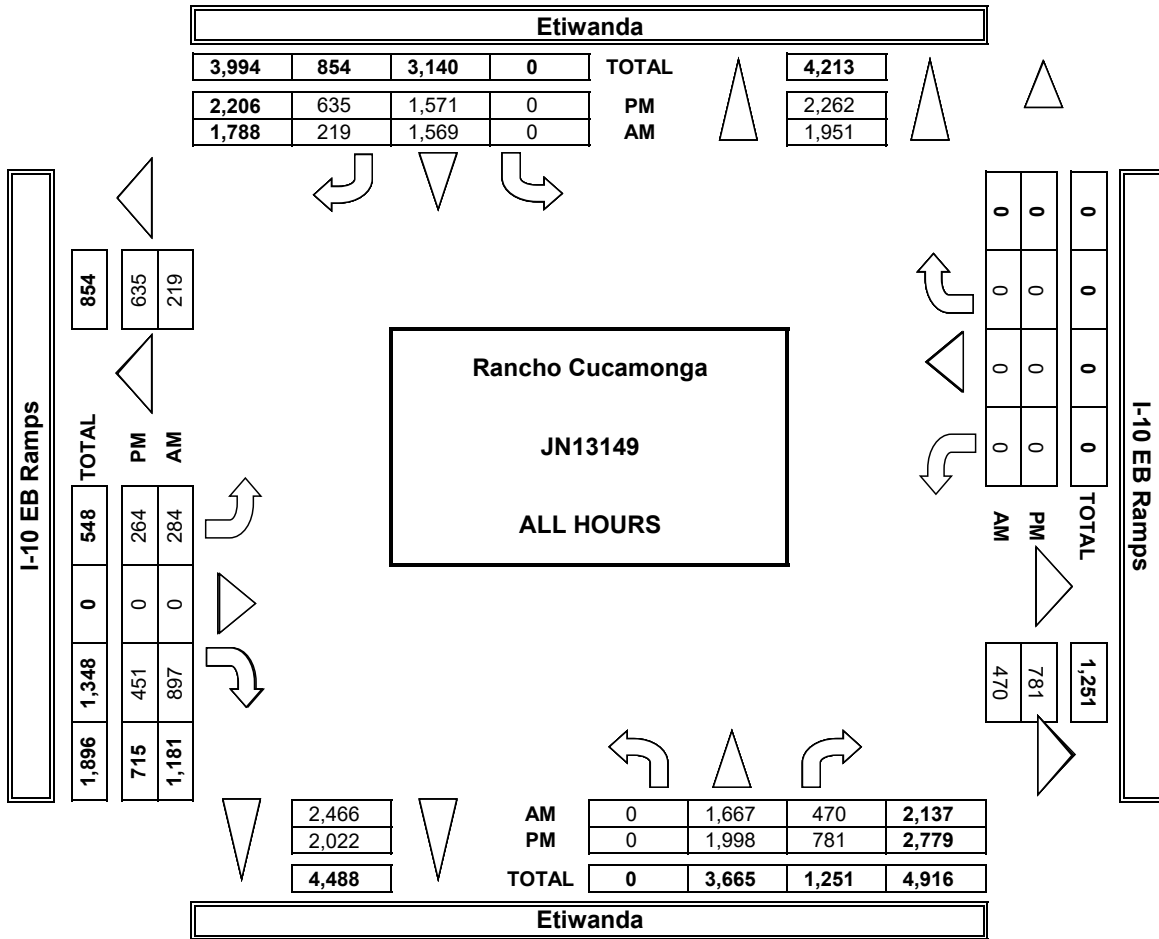 Etiwanda
3,994 854 3,140 0 TOTAL 4,213
2,206 635 1,571 0 PM 2,262
1,788 219 1,569 0 AM 1,951
I-10 EB Ramps
854
635
219
TOTAL
PM
AM
548 0 1,348 1,896
264 0 451 715
284 0 897 1,181
Rancho Cucamonga
JN13149
ALL HOURS
0 0 0 0 TOTAL 1,251
0 0 0 0 PM 781
0 0 0 0 AM 470
I-10 EB Ramps
2,466 AM 0 1,667 470 2,137
2,022 PM 0 1,998 781 2,779
4,488 TOTAL 0 3,665 1,251 4,916
Etiwanda